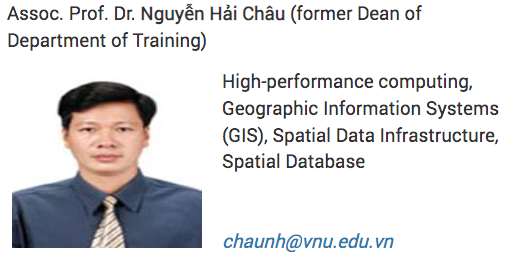 Assoc. Prof. Dr. Nguyễn Hải Châu (former Dean of
Department of Training)
High-performance computing,
Geographic Information Systems
(GIS), Spatial Data Infrastructure,
Spatial Database
chaunh@vnu.edu.vn